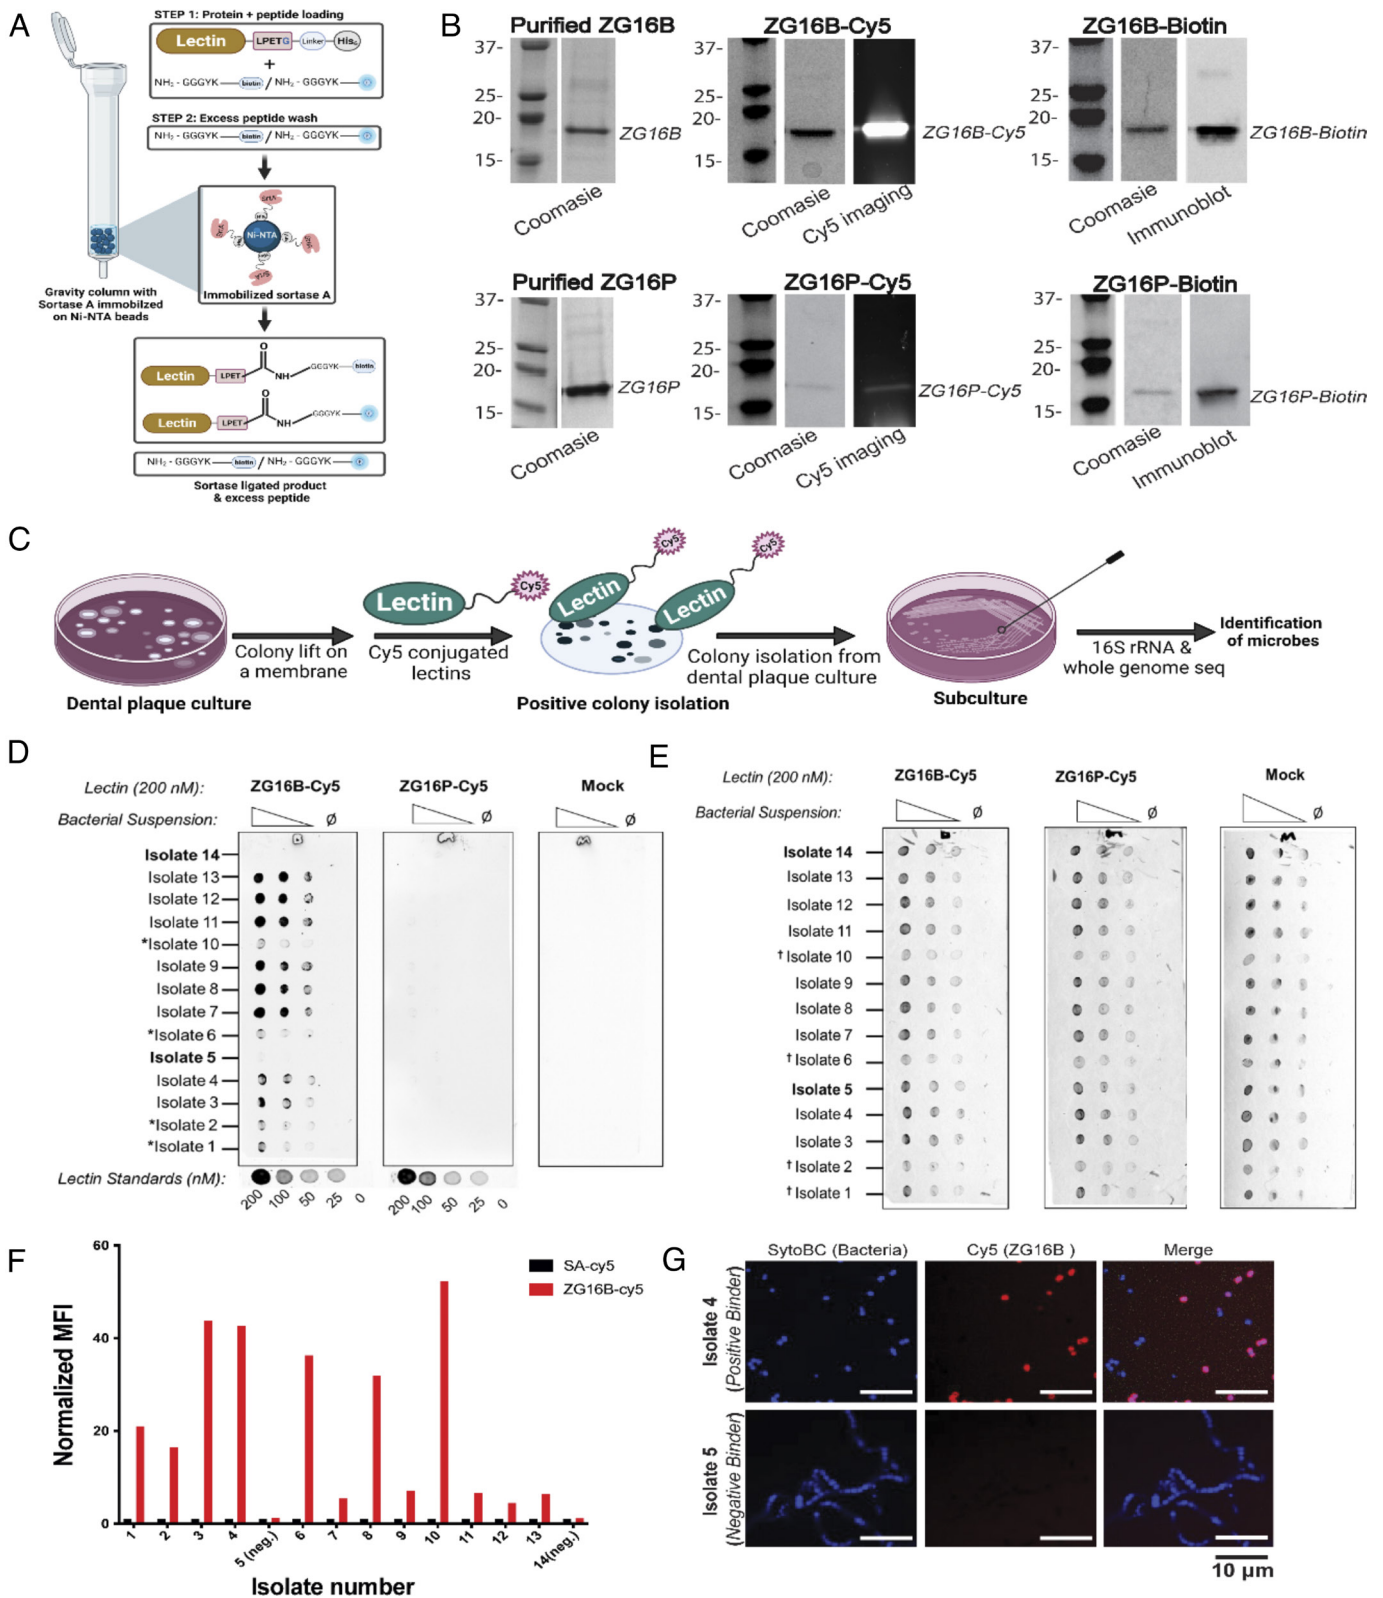 A
STEP 1: Protein + peptide loading
Lectin
LPETG
Linker
His6
+
NH2 - GGGYK
biotin
/ NH2 - GGGYK
STEP 2: Excess peptide wash
NH2 - GGGYK
biotin
/ NH2 - GGGYK
Ni-NTA
Immobilized sortase A
Gravity column with
Sortase A immobilzed
on Ni-NTA beads
Lectin
LPET
O
NH
GGGYK
biotin
Lectin
LPET
O
NH
GGGYK
NH2 - GGGYK
biotin
/ NH2 - GGGYK
Sortase ligated product
& excess peptide
B
Purified ZG16B
37-
25-
20-
15-
ZG16B
Coomasie
ZG16B-Cy5
37-
25-
20-
15-
ZG16B-Cy5
Coomasie
Cy5 imaging
ZG16B-Biotin
37-
25-
20-
15-
ZG16B-Biotin
Coomasie
Immunoblot
Purified ZG16P
37-
25-
20-
15-
ZG16P
Coomasie
ZG16P-Cy5
37-
25-
20-
15-
ZG16P-Cy5
Coomasie
Cy5 imaging
ZG16P-Biotin
37-
25-
20-
15-
ZG16P-Biotin
Coomasie
Immunoblot
C
Dental plaque culture
Colony lift on
a membrane
Lectin
Cy5
Cy5 conjugated
lectins
Lectin
Cy5
Lectin
Cy5
Positive colony isolation
Colony isolation from
dental plaque culture
Subculture
16S rRNA &
whole genome seq
Identification
of microbes
D
Lectin (200 nM):
ZG16B-Cy5
ZG16P-Cy5
Mock
Bacterial Suspension:
Ø
Ø
Ø
Isolate 14
Isolate 13
Isolate 12
Isolate 11
*Isolate 10
Isolate 9
Isolate 8
Isolate 7
*Isolate 6
Isolate 5
Isolate 4
Isolate 3
*Isolate 2
*Isolate 1
Lectin Standards (nM):
200
100
50
25
0
200
100
50
25
0
E
Lectin (200 nM):
ZG16B-Cy5
ZG16P-Cy5
Mock
Bacterial Suspension:
Ø
Ø
Ø
Isolate 14
Isolate 13
Isolate 12
Isolate 11
† Isolate 10
Isolate 9
Isolate 8
Isolate 7
† Isolate 6
Isolate 5
Isolate 4
Isolate 3
† Isolate 2
† Isolate 1
F
Normalized MFI
60
40
20
0
SA-cy5
ZG16B-cy5
1
2
3
4
5 (neg.)
6
7
8
9
10
11
12
13
14(neg.)
Isolate number
G
SytoBC (Bacteria)
Cy5 (ZG16B )
Merge
Isolate 4
(Positive Binder)
Isolate 5
(Negative Binder)
10 µm